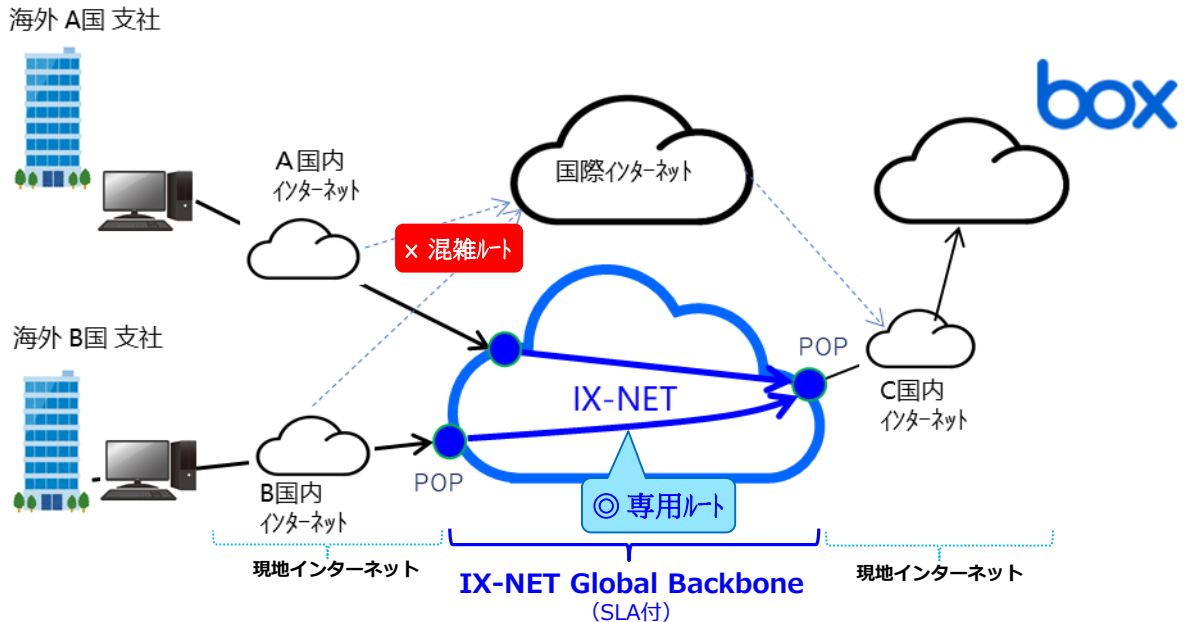 海外 A国 支社
box
A 国内
インターネット
国際インターネット
× 混雑ルート
海外 B国 支社
POP
IX-NET
C国内
インターネット
POP
B国内
インターネット
◎ 専用ルート
現地インターネット
IX-NET Global Backbone
（SLA付）
現地インターネット